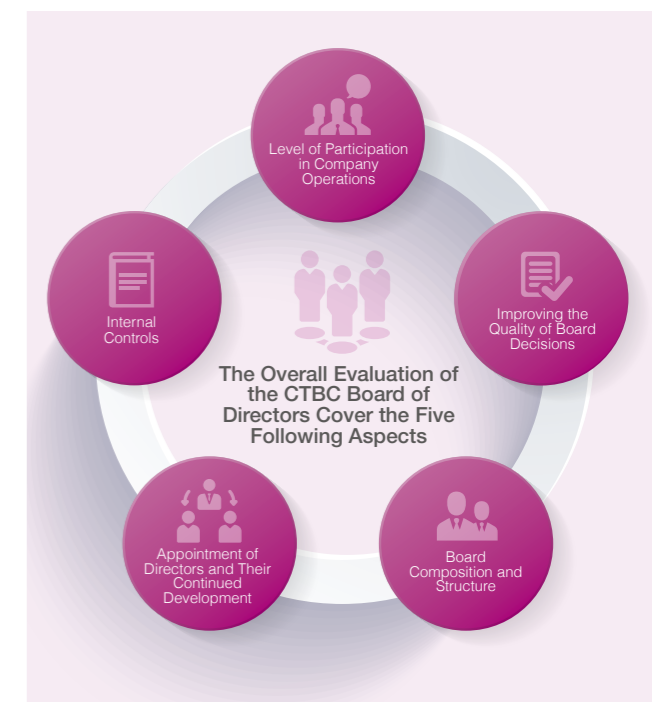 Level of Participation
in Company
Operations
Internal
Controls
Improving the
Quality of Board
Decisions
The Overall Evaluation of
the CTBC Board of
Directors Cover the Five
Following Aspects
Appointment of
Directors and Their
Continued
Development
Board
Composition and
Structure